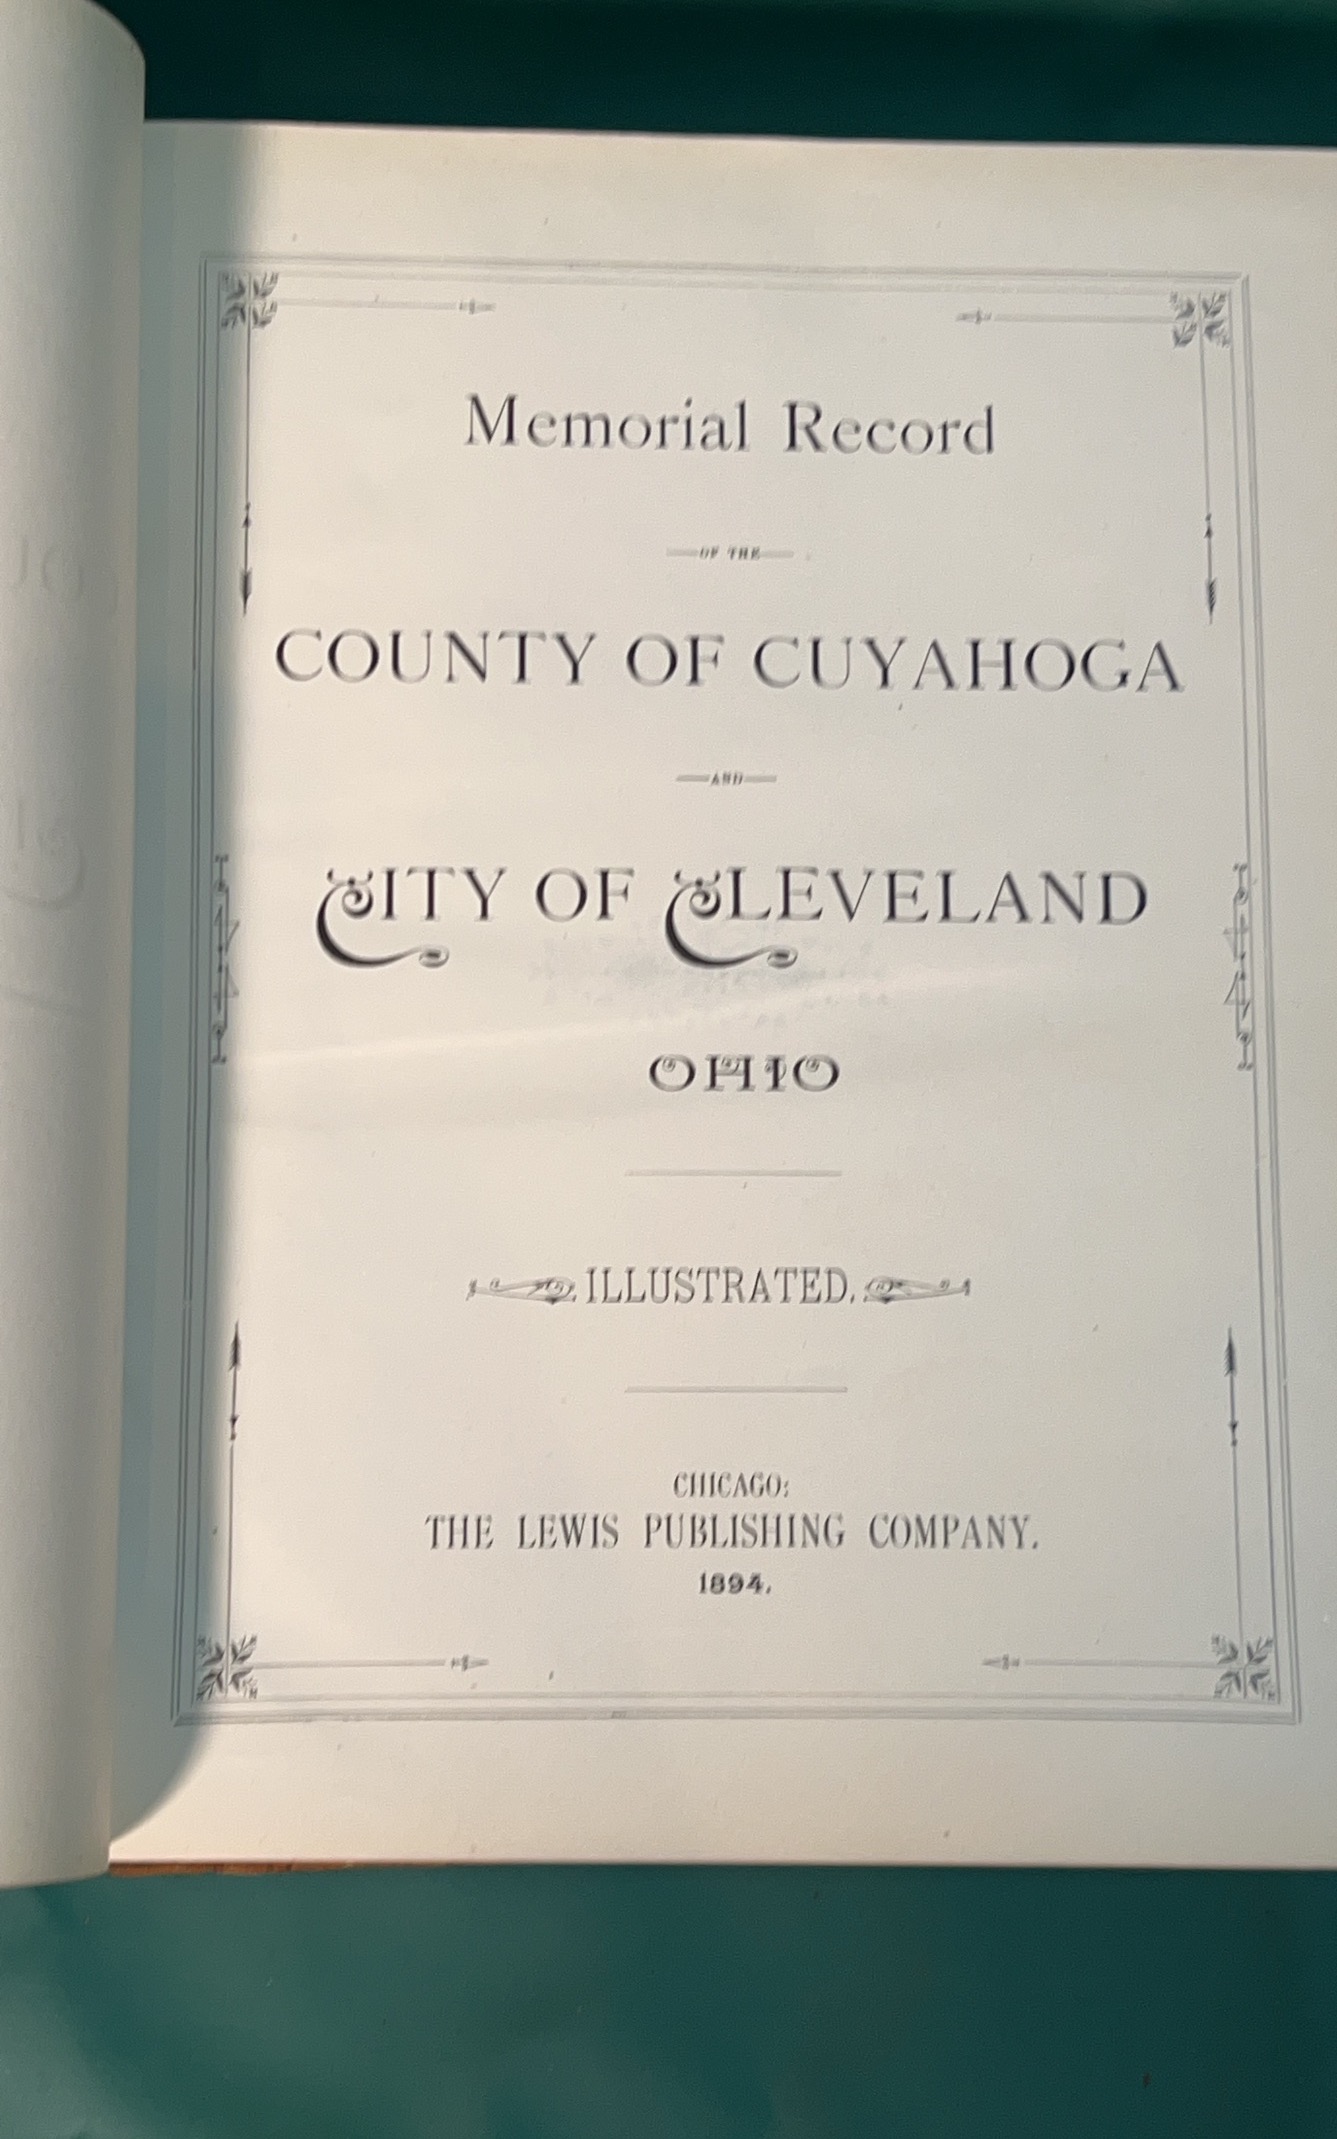 Memorial Record
OF THE
COUNTY OF CUYAHOGA
AND
CITY OF CLEVELAND
OHIO
ILLUSTRATED.
CHICAGO:
THE LEWIS PUBLISHING COMPANY.
1894.